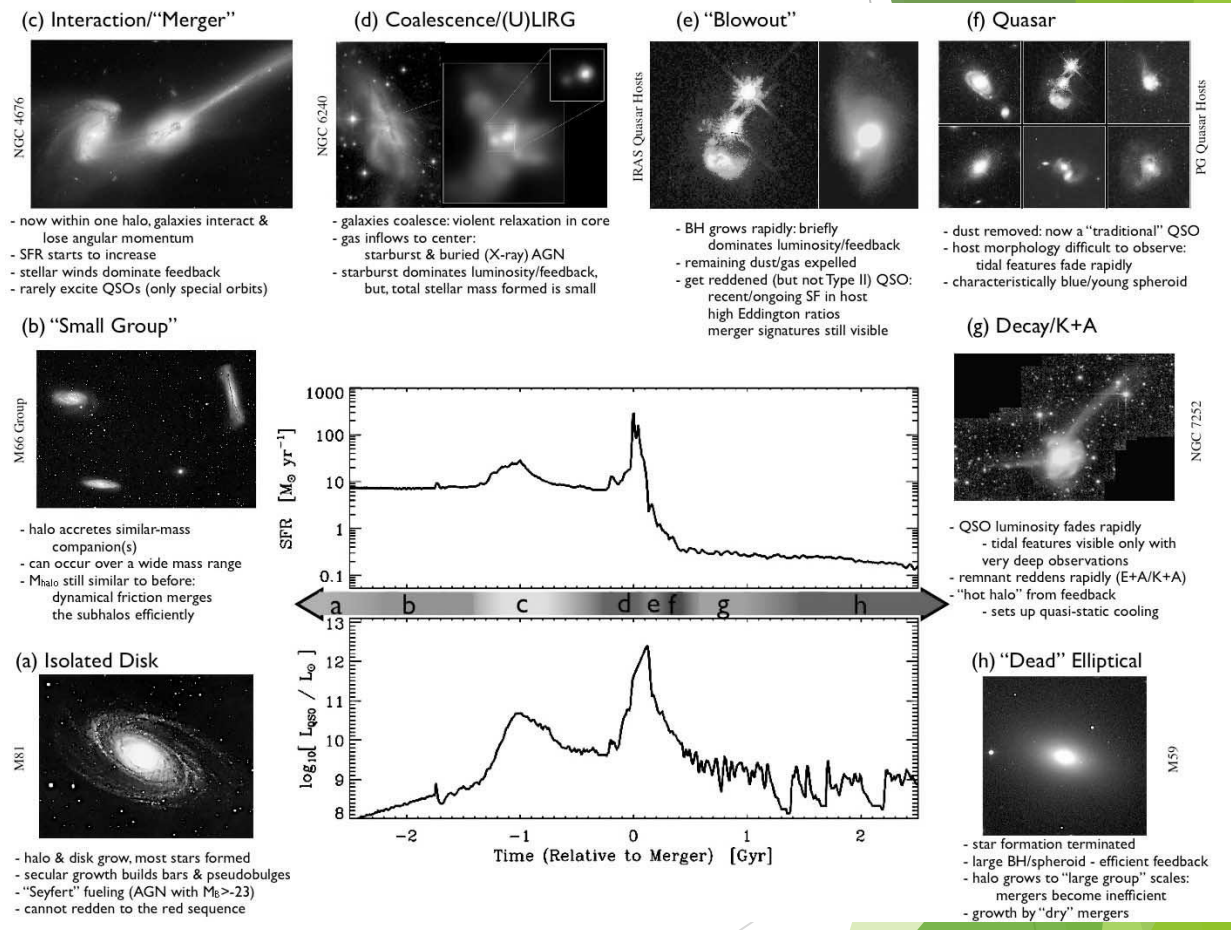 (c) Interaction/“Merger”
NGC 4676
- now within one halo, galaxies interact &
lose angular momentum
- SFR starts to increase
- stellar winds dominate feedback
- rarely excite QSOs (only special orbits)
(d) Coalescence/(U)LIRG
NGC 6240
- galaxies coalesce: violent relaxation in core
- gas inflows to center:
starburst & buried (X-ray) AGN
- starburst dominates luminosity/feedback,
but, total stellar mass formed is small
(e) “Blowout”
IRAS Quasar Hosts
- BH grows rapidly: briefly
dominates luminosity/feedback
- remaining dust/gas expelled
- get reddened (but not Type II) QSO:
recent/ongoing SF in host
high Eddington ratios
merger signatures still visible
(f) Quasar
PG Quasar Hosts
- dust removed: now a “traditional” QSO
- host morphology difficult to observe:
tidal features fade rapidly
- characteristically blue/young spheroid
(b) “Small Group”
M66 Group
- halo accretes similar-mass
companion(s)
- can occur over a wide mass range
- Mhalo still similar to before:
dynamical friction merges
the subhalos efficiently
(a) Isolated Disk
M81
- halo & disk grow, most stars formed
- secular growth builds bars & pseudobulges
- “Seyfert” fueling (AGN with MB>-23)
- cannot redden to the red sequence
1000
100
10
1
0.1
SFR [M⊙ yr⁻¹]
a b c d e f g h
13
12
11
10
9
8
log₁₀[ LQSO / L⊙ ]
-2 -1 0 1 2
Time (Relative to Merger) [Gyr]
(g) Decay/K+A
NGC 7252
- QSO luminosity fades rapidly
- tidal features visible only with
very deep observations
- remnant reddens rapidly (E+A/K+A)
- “hot halo” from feedback
- sets up quasi-static cooling
(h) “Dead” Elliptical
M59
- star formation terminated
- large BH/spheroid - efficient feedback
- halo grows to “large group” scales:
mergers become inefficient
- growth by “dry” mergers